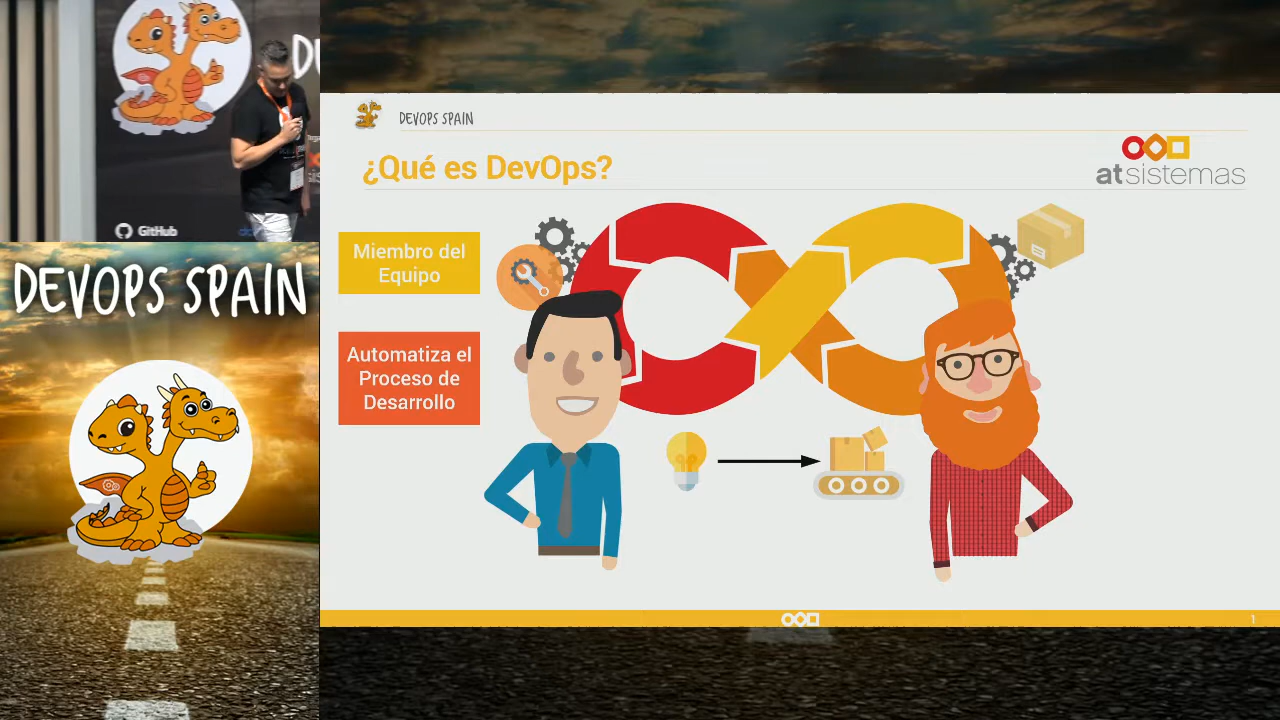 GitHub
DEVOPS SPAIN
DEVOPS SPAIN
¿Qué es DevOps?
atsistemas
Miembro del
Equipo
Automatiza el
Proceso de
Desarrollo
1